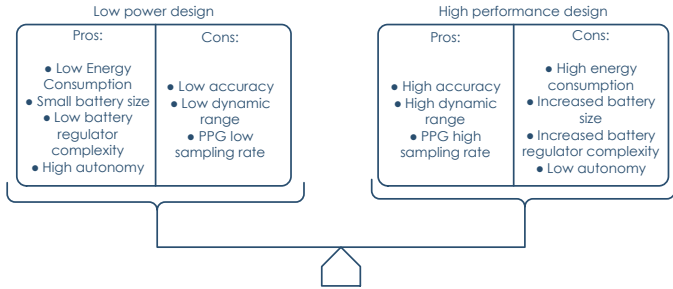 Low power design
Pros:
● Low Energy
Consumption
● Small battery size
● Low battery
regulator
complexity
● High autonomy
Cons:
● Low accuracy
● Low dynamic
range
● PPG low
sampling rate
High performance design
Pros:
● High accuracy
● High dynamic
range
● PPG high
sampling rate
Cons:
● High energy
consumption
● Increased battery
size
● Increased battery
regulator complexity
● Low autonomy